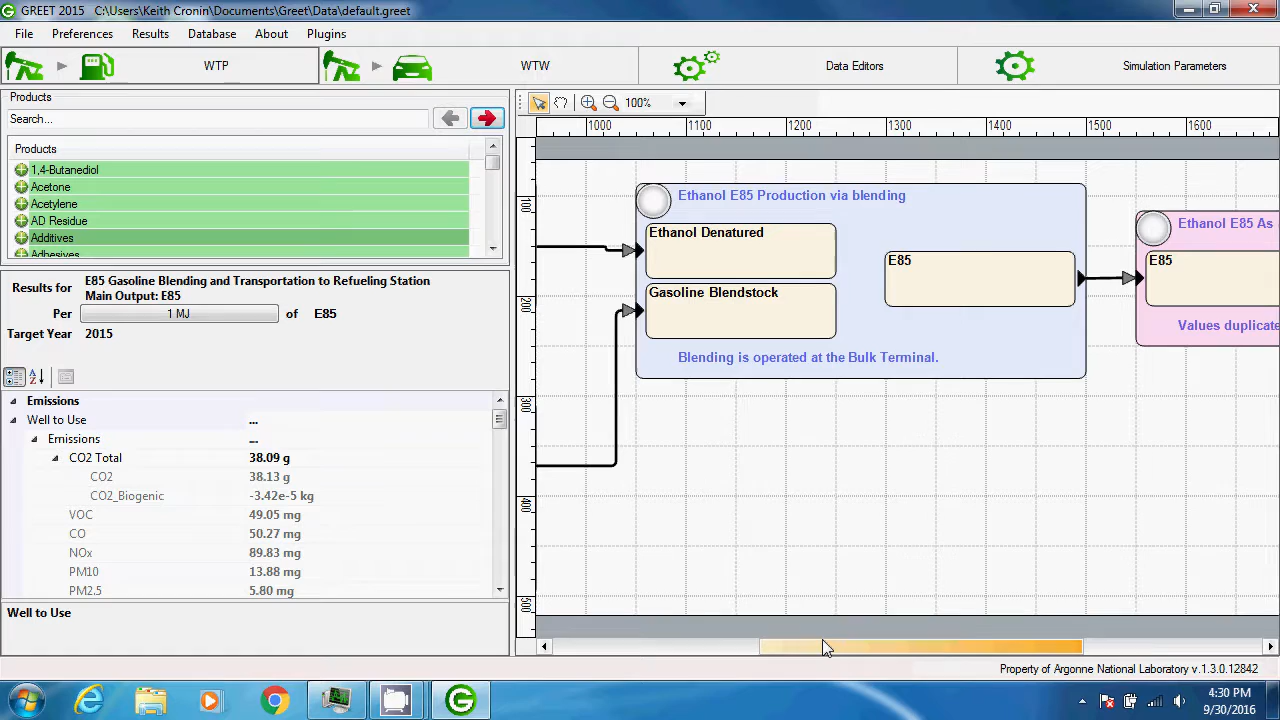 GREET 2015 C:\Users\Keith Cronin\Documents\Greet\Data\default.greet
File Preferences Results Database About Plugins
WTP WTW Data Editors Simulation Parameters
Products
Search...
100%
Products
1,4-Butanediol
Acetone
Acetylene
AD Residue
Additives
Adhesives
Results for E85 Gasoline Blending and Transportation to Refueling Station
Main Output: E85
Per 1 MJ of E85
Target Year 2015
Emissions
Well to Use ...
Emissions ...
CO2 Total 38.09 g
CO2 38.13 g
CO2_Biogenic -3.42e-5 kg
VOC 49.05 mg
CO 50.27 mg
NOx 89.83 mg
PM10 13.88 mg
PM2.5 5.80 mg
Well to Use
1000 1100 1200 1300 1400 1500 1600
100
200
300
400
500
Ethanol E85 Production via blending
Ethanol Denatured
Gasoline Blendstock
E85
Blending is operated at the Bulk Terminal.
Ethanol E85 As
E85
Values duplicate
Property of Argonne National Laboratory v.1.3.0.12842
4:30 PM
9/30/2016